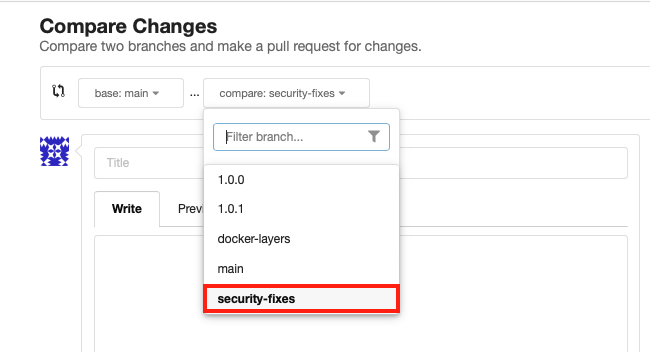 Compare Changes
Compare two branches and make a pull request for changes.
base: main ... compare: security-fixes
Filter branch...
Title
1.0.0
Write Previ
1.0.1
docker-layers
main
security-fixes